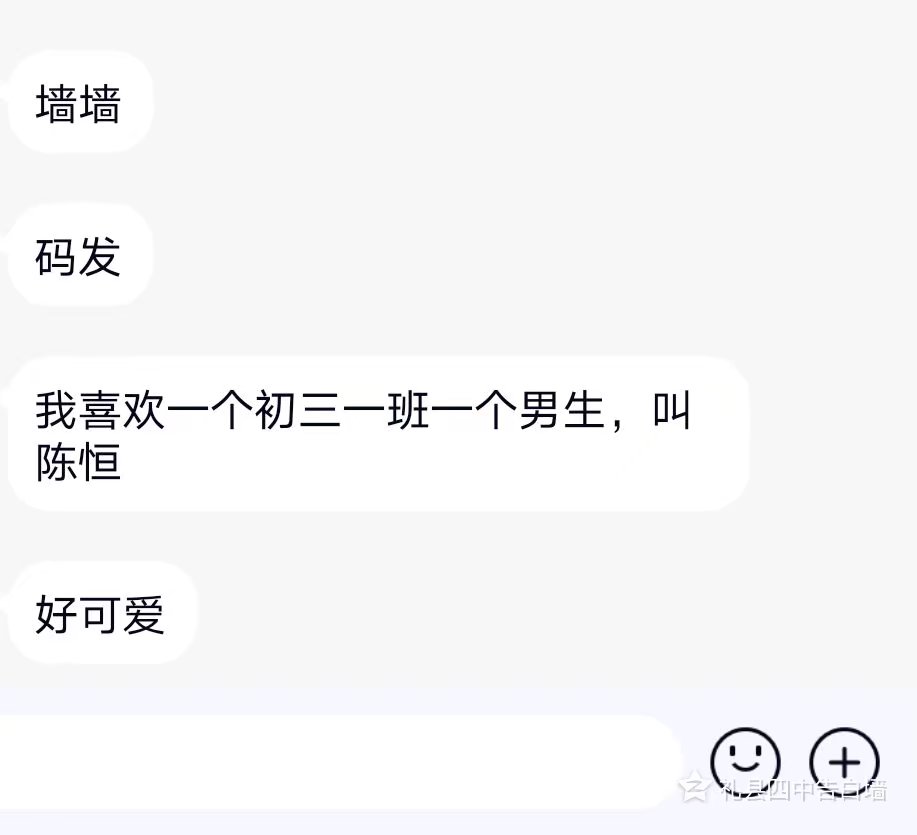 墙墙
码发
我喜欢一个初三一班一个男生，叫
陈恒
好可爱
礼县四中告白墙